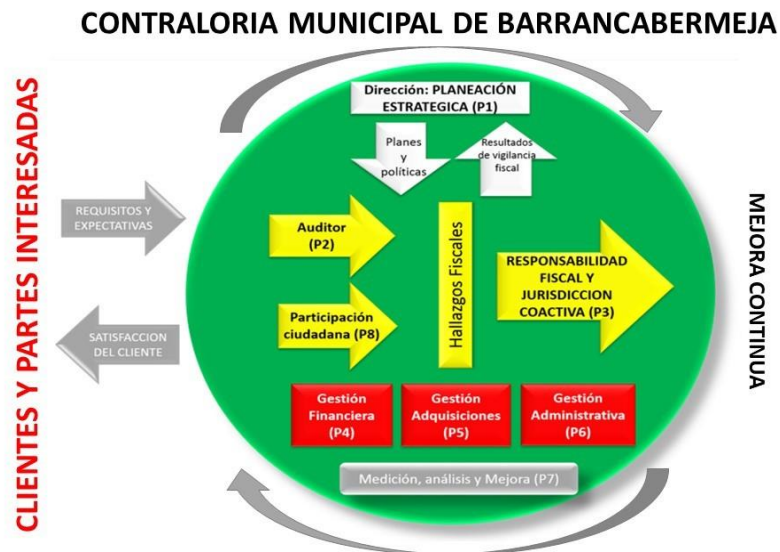 CONTRALORIA MUNICIPAL DE BARRANCABERMEJA
CLIENTES Y PARTES INTERESADAS
REQUISITOS Y
EXPECTATIVAS
SATISFACCION
DEL CLIENTE
Dirección: PLANEACIÓN
ESTRATEGICA (P1)
Planes
y
políticas
Resultados
de vigilancia
fiscal
Auditor
(P2)
Participación
ciudadana (P8)
Hallazgos Fiscales
RESPONSABILIDAD
FISCAL Y
JURISDICCION
COACTIVA (P3)
Gestión
Financiera
(P4)
Gestión
Adquisiciones
(P5)
Gestión
Administrativa
(P6)
Medición, análisis y Mejora (P7)
MEJORA CONTINUA